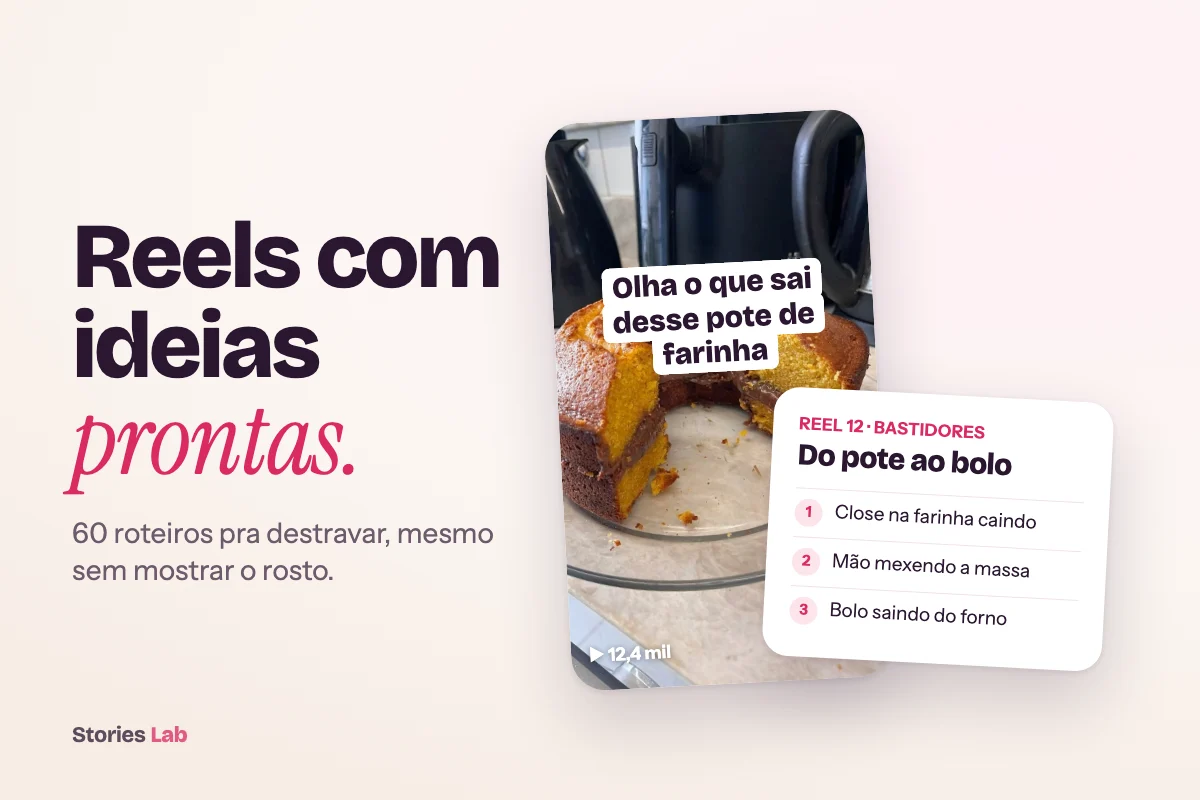 Reels com
ideias
prontas.
60 roteiros pra destravar, mesmo
sem mostrar o rosto.
Stories Lab
Olha o que sai
desse pote de
farinha
▶ 12,4 mil
REEL 12 · BASTIDORES
Do pote ao bolo
1 Close na farinha caindo
2 Mão mexendo a massa
3 Bolo saindo do forno